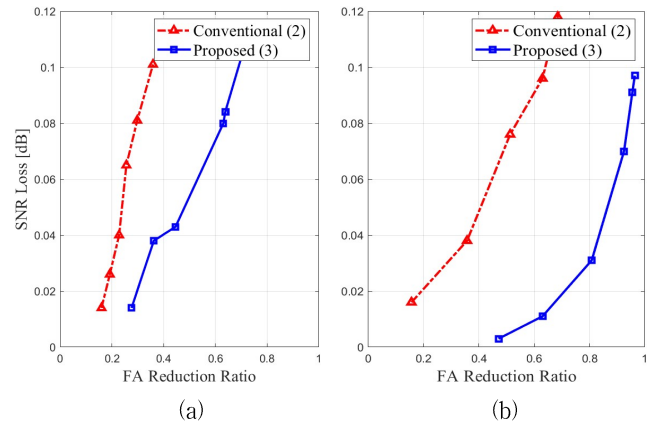 0.12
0.1
0.08
0.06
0.04
0.02
0
SNR Loss [dB]
Conventional (2)
Proposed (3)
0 0.2 0.4 0.6 0.8 1
FA Reduction Ratio
(a)
0.12
0.1
0.08
0.06
0.04
0.02
0
Conventional (2)
Proposed (3)
0 0.2 0.4 0.6 0.8 1
FA Reduction Ratio
(b)